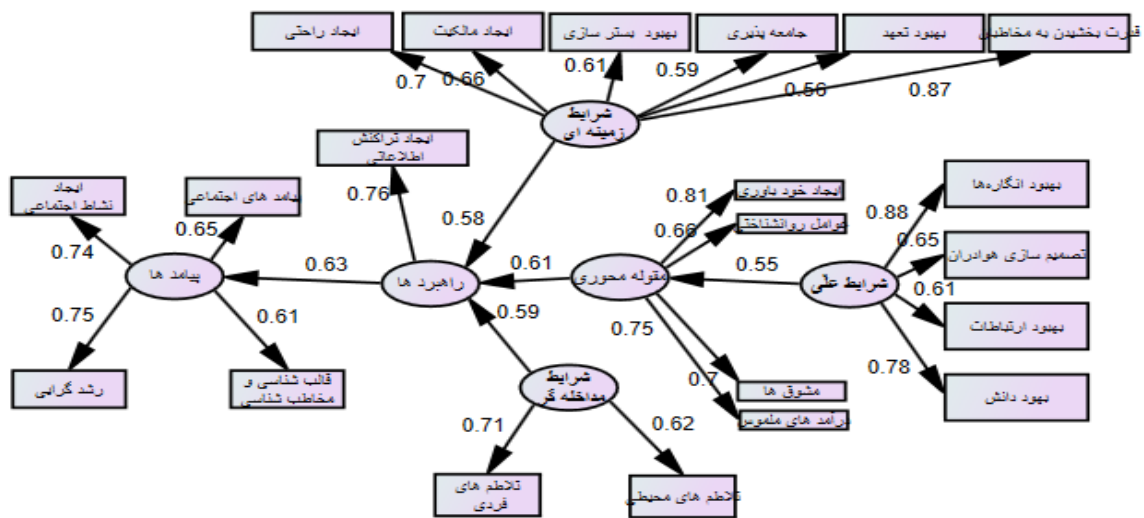 ایجاد راحتی
ایجاد مالکیت
بهبود بستر سازی
جامعه پذیری
بهبود تعهد
قدرت بخشیدن به مخاطبان
0.7
0.66
0.61
0.59
0.56
0.87
شرایط
زمینه ای
ایجاد تراکنش
اطلاعاتی
0.76
0.58
ایجاد
نشاط اجتماعی
پیامد های اجتماعی
0.74
0.65
پیامد ها
0.63
راهبرد ها
0.61
مقوله محوری
0.55
شرایط علّی
0.75
0.61
رشد گرایی
قالب شناسی و
مخاطب شناسی
0.59
شرایط
مداخله گر
0.71
0.62
تلاطم های
فردی
تلاطم های محیطی
0.81
0.66
ایجاد خود باوری
عوامل روانشناختی
0.75
0.7
مشوق ها
درآمد های ملموس
0.88
0.65
0.61
0.78
بهبود انگاره‌ها
تصمیم سازی هوادران
بهبود ارتباطات
بهبود دانش